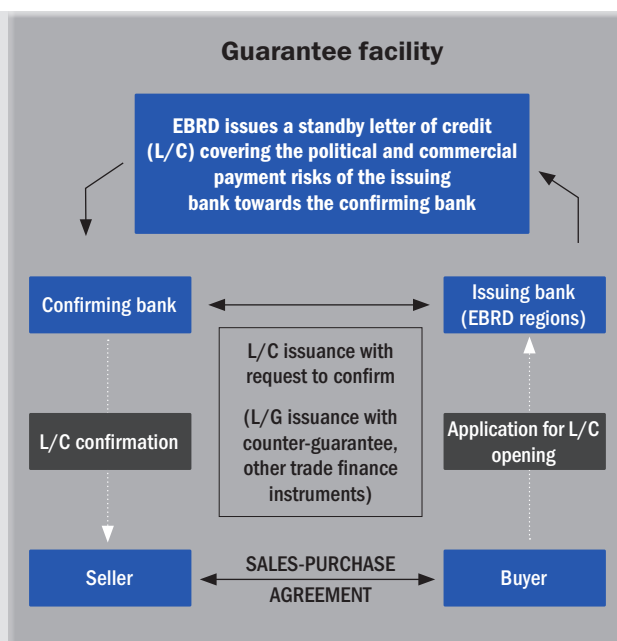 Guarantee facility
EBRD issues a standby letter of credit
(L/C) covering the political and commercial
payment risks of the issuing
bank towards the confirming bank
Confirming bank
Issuing bank
(EBRD regions)
L/C issuance with
request to confirm
(L/G issuance with
counter-guarantee,
other trade finance
instruments)
L/C confirmation
Application for L/C
opening
Seller
SALES-PURCHASE
AGREEMENT
Buyer